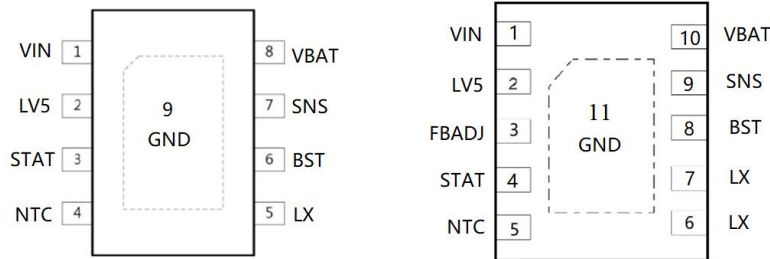 VIN 1
8 VBAT
LV5 2
9
GND
7 SNS
STAT 3
6 BST
NTC 4
5 LX
VIN 1
10 VBAT
LV5 2
9 SNS
FBADJ 3
11
GND
8 BST
STAT 4
7 LX
NTC 5
6 LX